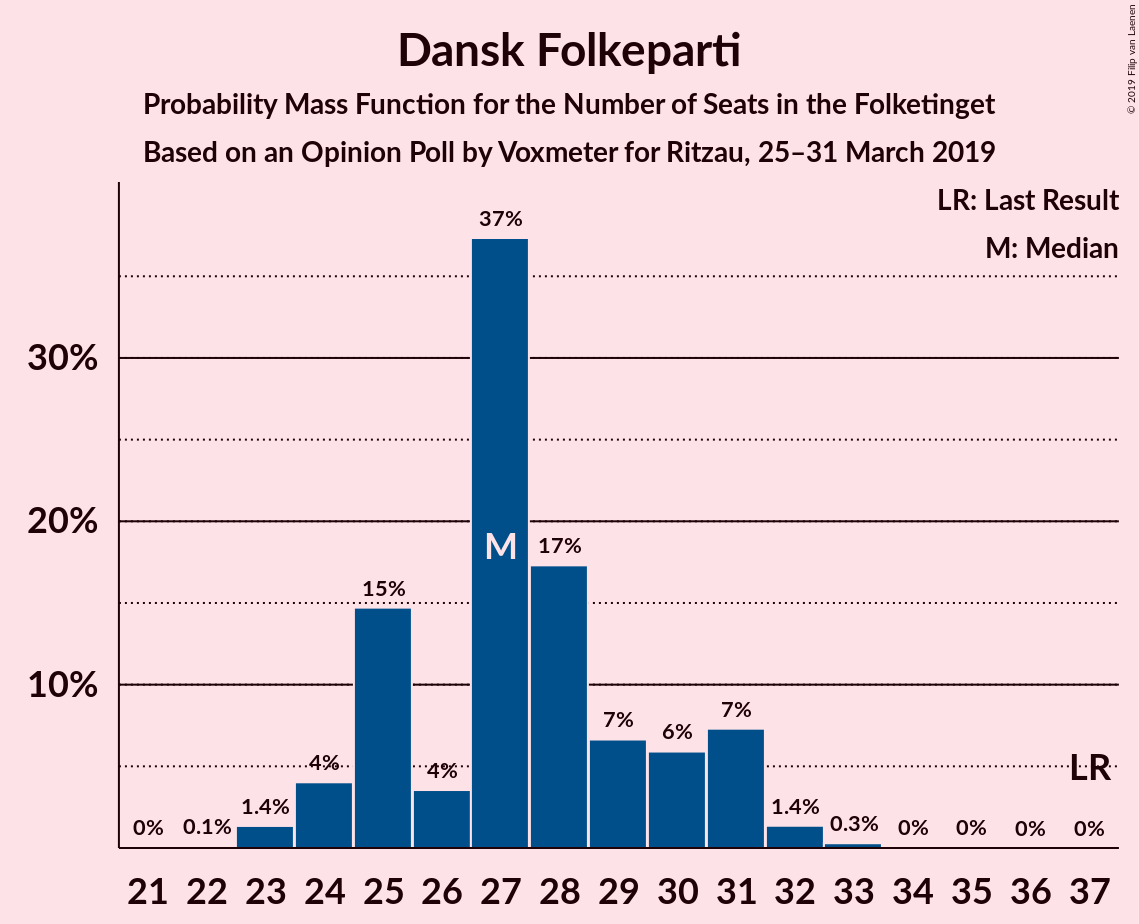 Dansk Folkeparti
Probability Mass Function for the Number of Seats in the Folketinget
Based on an Opinion Poll by Voxmeter for Ritzau, 25–31 March 2019
© 2019 Filip van Laenen
LR: Last Result
M: Median
30%
20%
10%
0%
0.1%
1.4%
4%
15%
4%
37%
17%
7%
6%
7%
1.4%
0.3%
0%
0%
0%
0%
M
LR
21 22 23 24 25 26 27 28 29 30 31 32 33 34 35 36 37